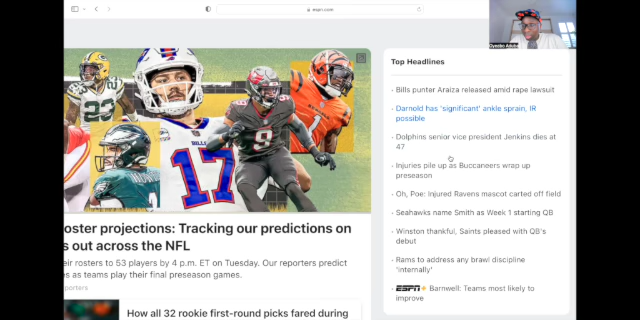 espn.com
Top Headlines
Bills punter Araiza released amid rape lawsuit
Darnold has 'significant' ankle sprain, IR
possible
Dolphins senior vice president Jenkins dies at
47
Injuries pile up as Buccaneers wrap up
preseason
Oh, Poe: Injured Ravens mascot carted off field
Seahawks name Smith as Week 1 starting QB
Winston thankful, Saints pleased with QB's
debut
Rams to address any brawl discipline
'internally'
ESPN+ Barnwell: Teams most likely to
improve
23
BILLS
17
9
1
oster projections: Tracking our predictions on
s out across the NFL
eir rosters to 53 players by 4 p.m. ET on Tuesday. Our reporters predict
es as teams play their final preseason games.
eporters
How all 32 rookie first-round picks fared during